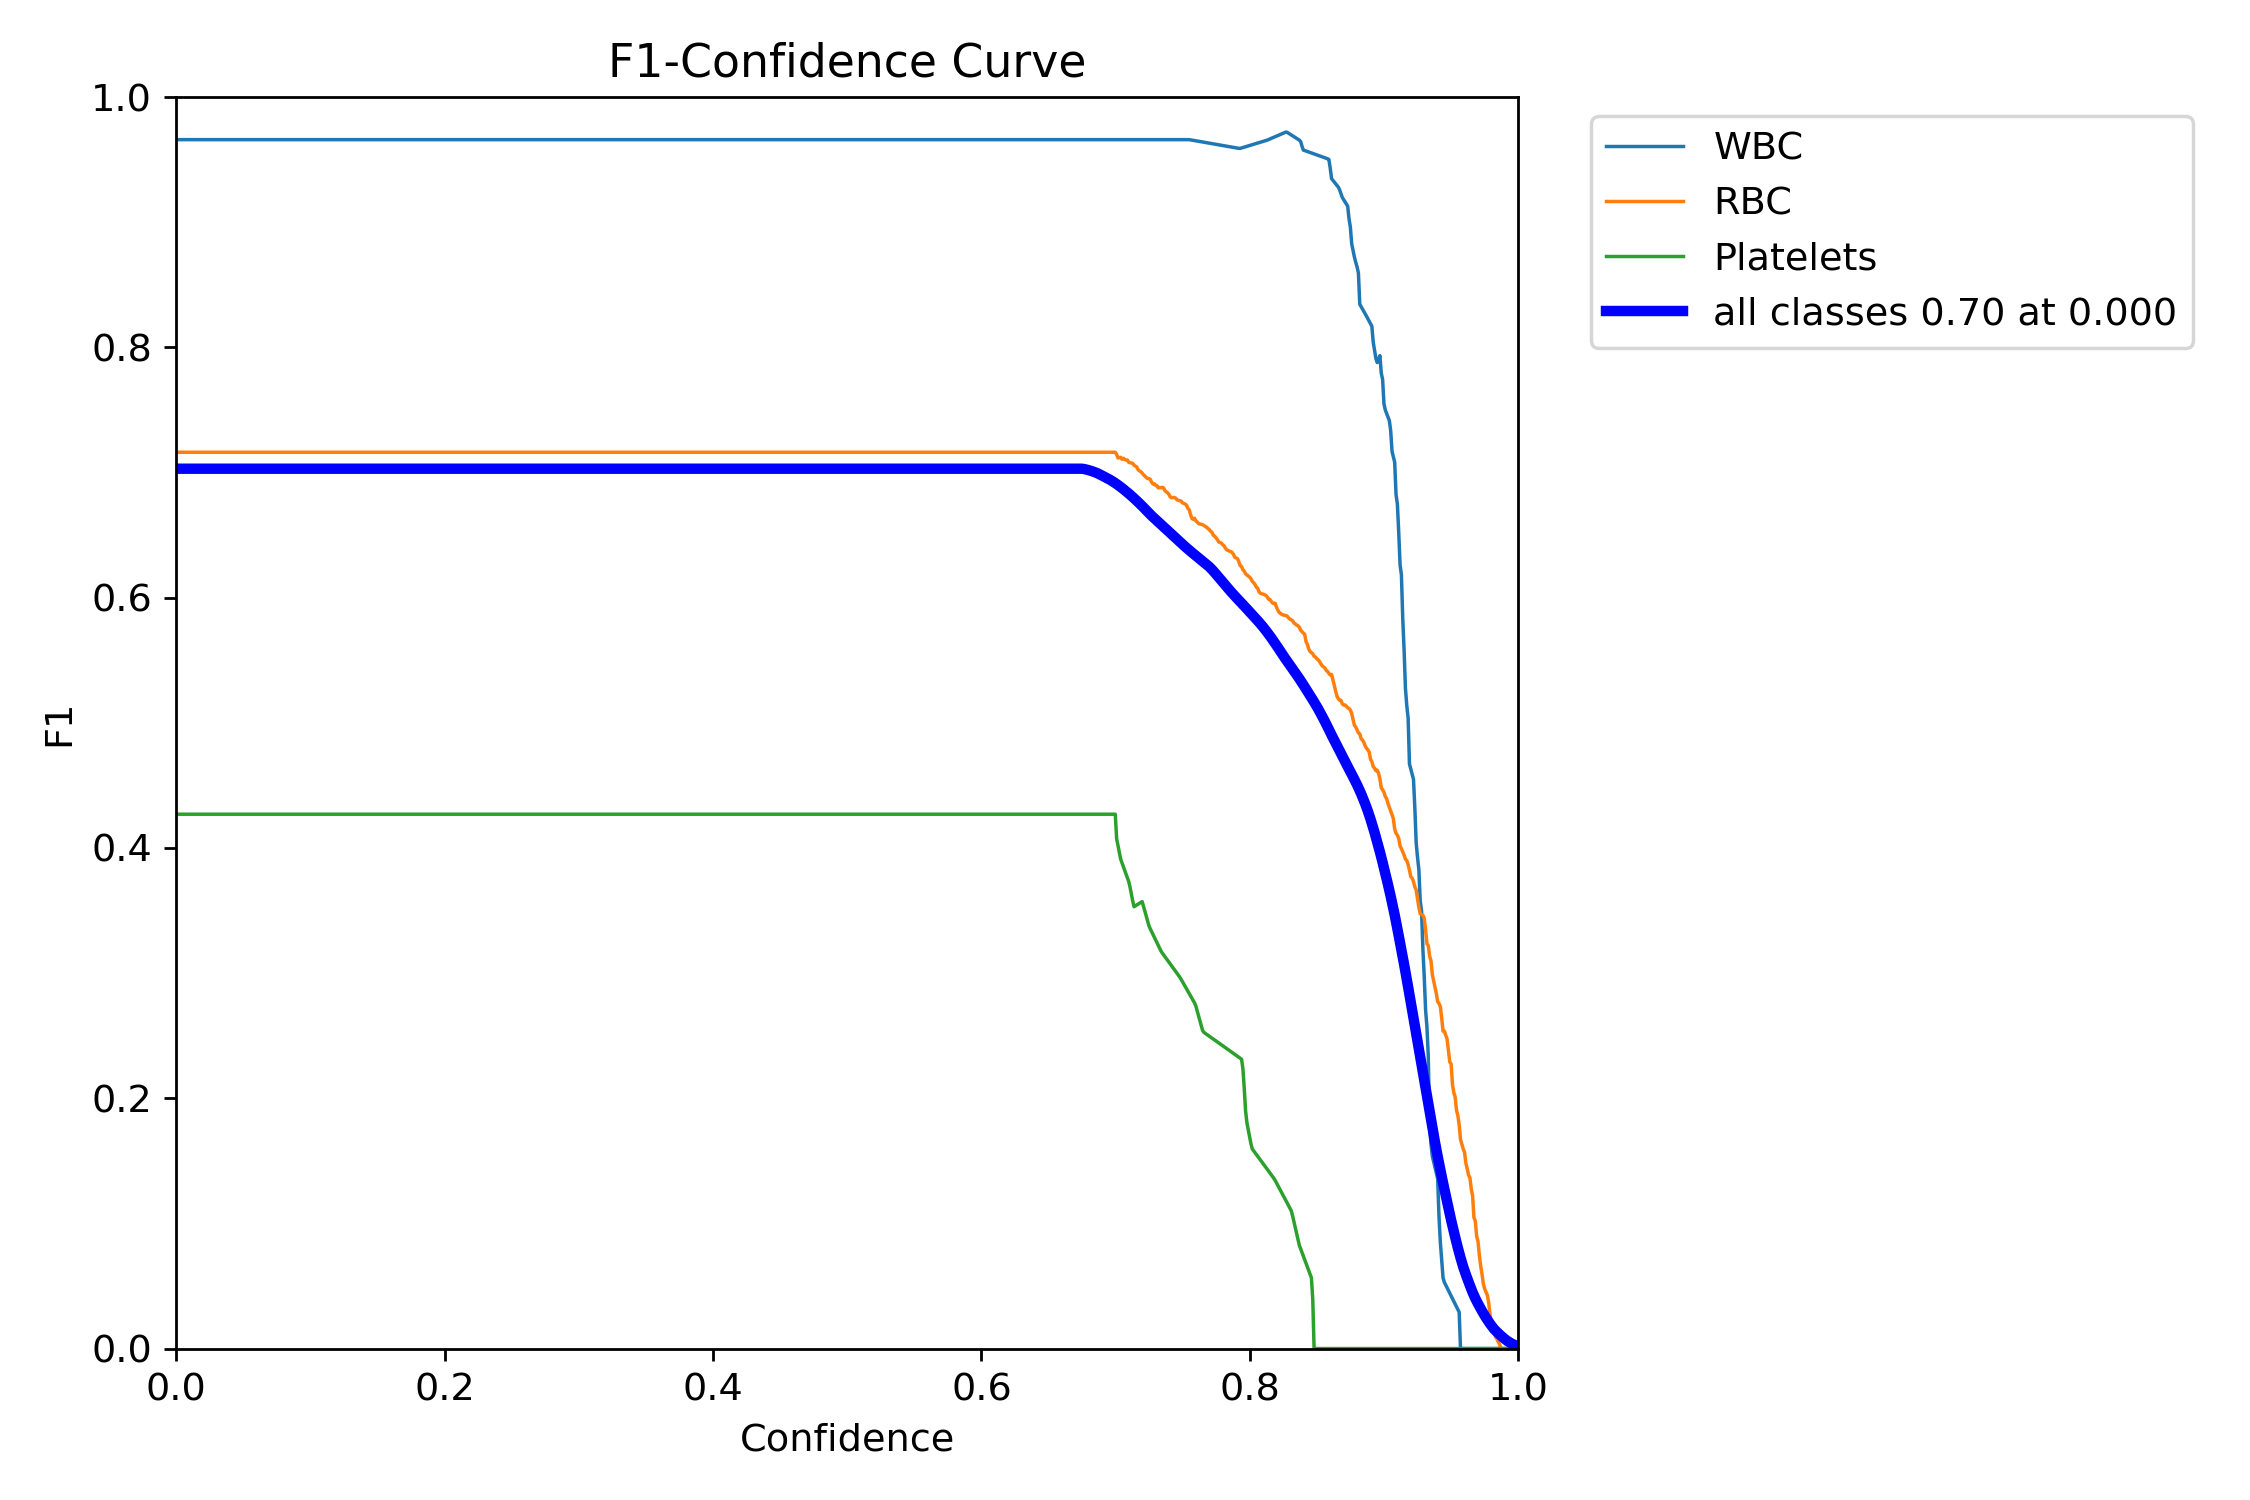 F1-Confidence Curve
1.0
0.8
0.6
0.4
0.2
0.0
F1
0.0 0.2 0.4 0.6 0.8 1.0
Confidence
WBC
RBC
Platelets
all classes 0.70 at 0.000